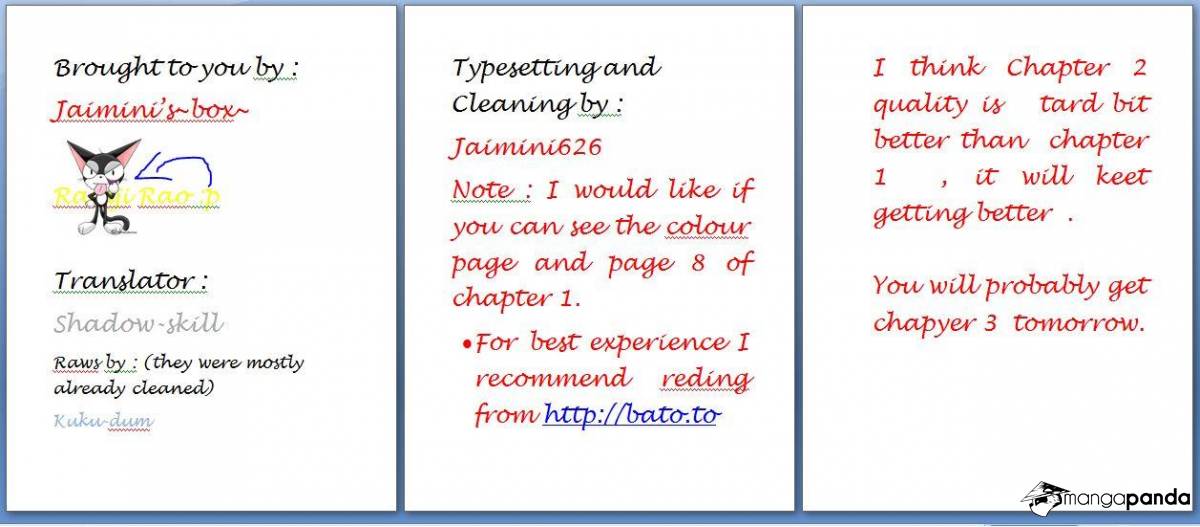 Brought to you by :
Jaimini's~box~
Rao :p
Translator :
Shadow-skill
Raws by : (they were mostly
already cleaned)
Kuku-dum
Typesetting and
Cleaning by :
Jaimini626
Note : I would like if
you can see the colour
page and page 8 of
chapter 1.
•For best experience I
recommend reding
from http://bato.to
I think Chapter 2
quality is tard bit
better than chapter
1 , it will keet
getting better .
You will probably get
chapyer 3 tomorrow.
mangapanda